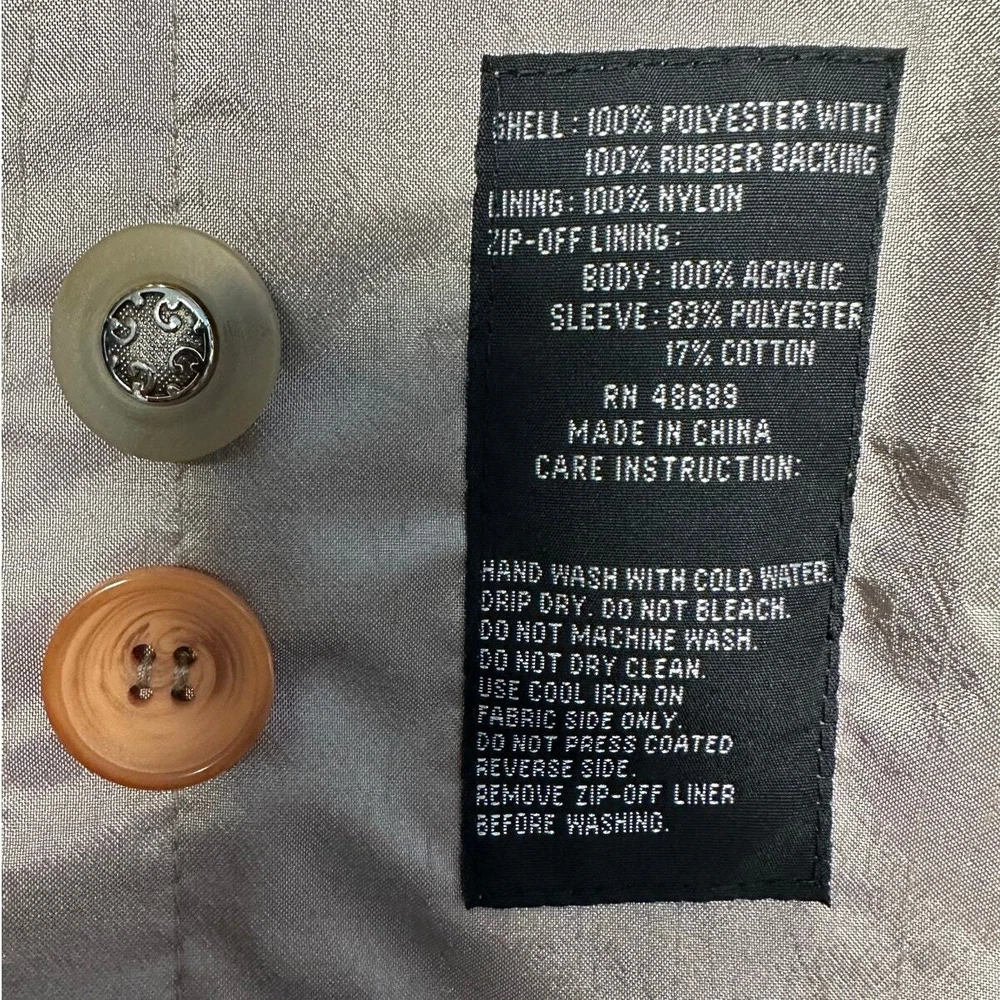 SHELL: 100% POLYESTER WITH
100% RUBBER BACKING
LINING: 100% NYLON
ZIP-OFF LINING:
BODY: 100% ACRYLIC
SLEEVE: 83% POLYESTER
17% COTTON
RN 48689
MADE IN CHINA
CARE INSTRUCTION:
HAND WASH WITH COLD WATER.
DRIP DRY. DO NOT BLEACH.
DO NOT MACHINE WASH.
DO NOT DRY CLEAN.
USE COOL IRON ON
FABRIC SIDE ONLY.
DO NOT PRESS COATED
REVERSE SIDE.
REMOVE ZIP-OFF LINER
BEFORE WASHING.